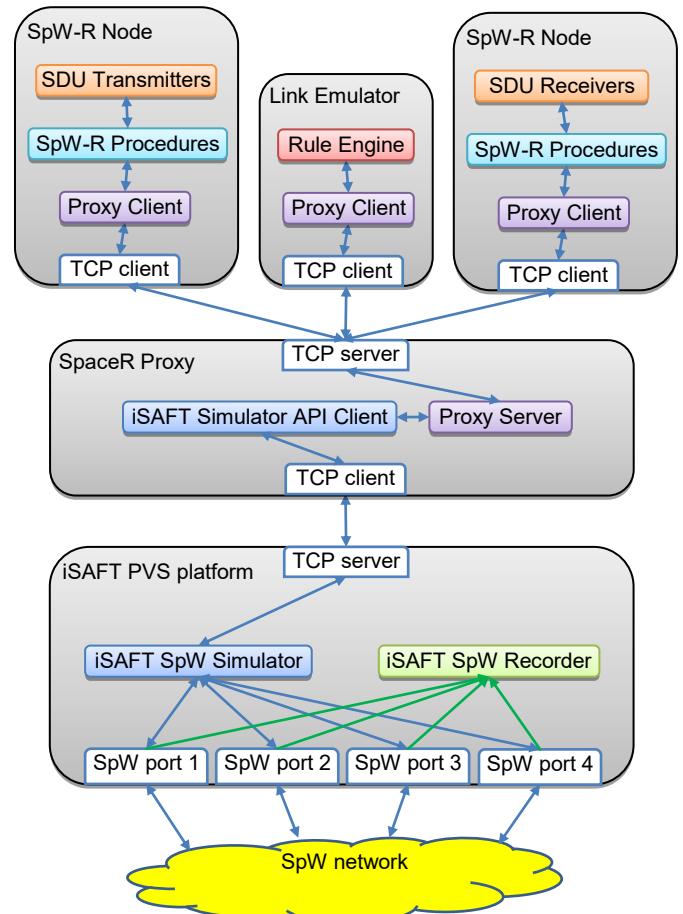 SpW-R Node
SDU Transmitters
SpW-R Procedures
Proxy Client
TCP client
Link Emulator
Rule Engine
Proxy Client
TCP client
SpW-R Node
SDU Receivers
SpW-R Procedures
Proxy Client
TCP client
TCP server
SpaceR Proxy
iSAFT Simulator API Client
Proxy Server
TCP client
TCP server
iSAFT PVS platform
iSAFT SpW Simulator
iSAFT SpW Recorder
SpW port 1
SpW port 2
SpW port 3
SpW port 4
SpW network